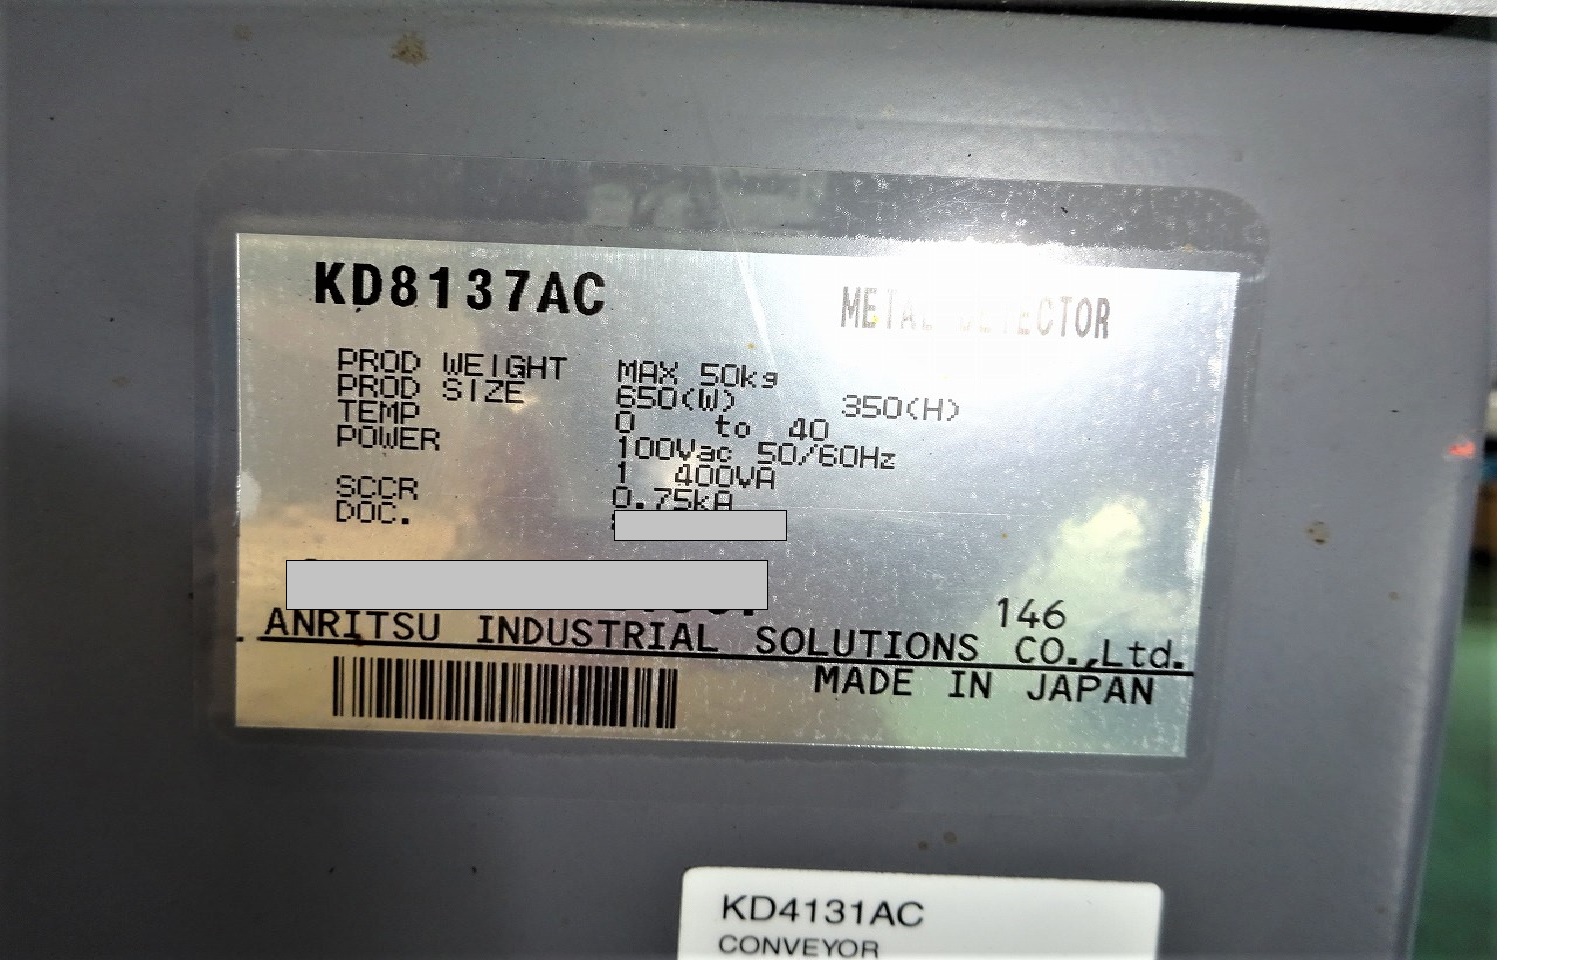 KD8137AC METAL DETECTOR
PROD WEIGHT MAX 50kg
PROD SIZE 650(W) 350(H)
TEMP 0 to 40
POWER 100Vac 50/60Hz
1 400VA
SCCR 0.75kA
DOC.
146
ANRITSU INDUSTRIAL SOLUTIONS CO.,Ltd.
MADE IN JAPAN
KD4131AC
CONVEYOR